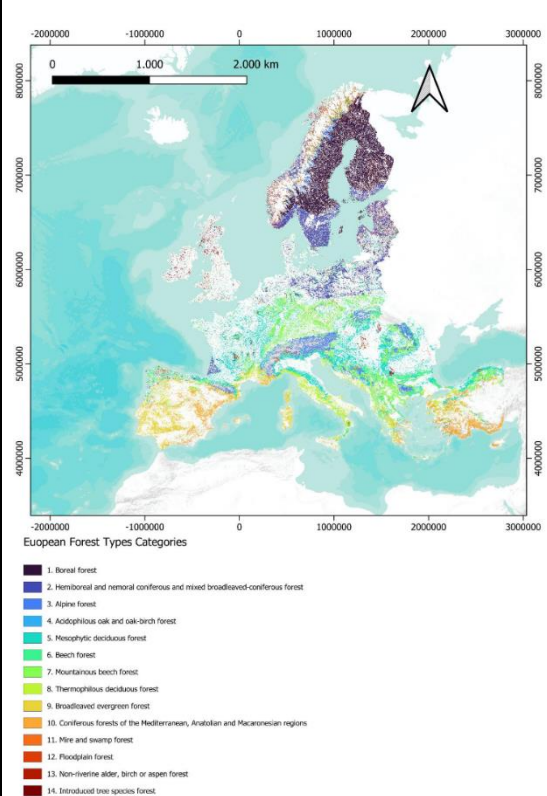 -2000000 -1.000000 0 1000000 2000000 3000000
0 1.000 2.000 km
8000000 8000000
7000000 7000000
6000000 6000000
5000000 5000000
4000000 4000000
-2000000 -1000000 0 1000000 2000000 3000000
Euopean Forest Types Categories
1. Boreal forest
2. Hemiboreal and nemoral coniferous and mixed broadleaved-coniferous forest
3. Alpine forest
4. Acidophilous oak and oak-birch forest
5. Mesophytic deciduous forest
6. Beech forest
7. Mountainous beech forest
8. Thermophilous deciduous forest
9. Broadleaved evergreen forest
10. Coniferous forests of the Mediterranean, Anatolian and Macaronesian regions
11. Mire and swamp forest
12. Floodplain forest
13. Non-riverine alder, birch or aspen forest
14. Introduced tree species forest